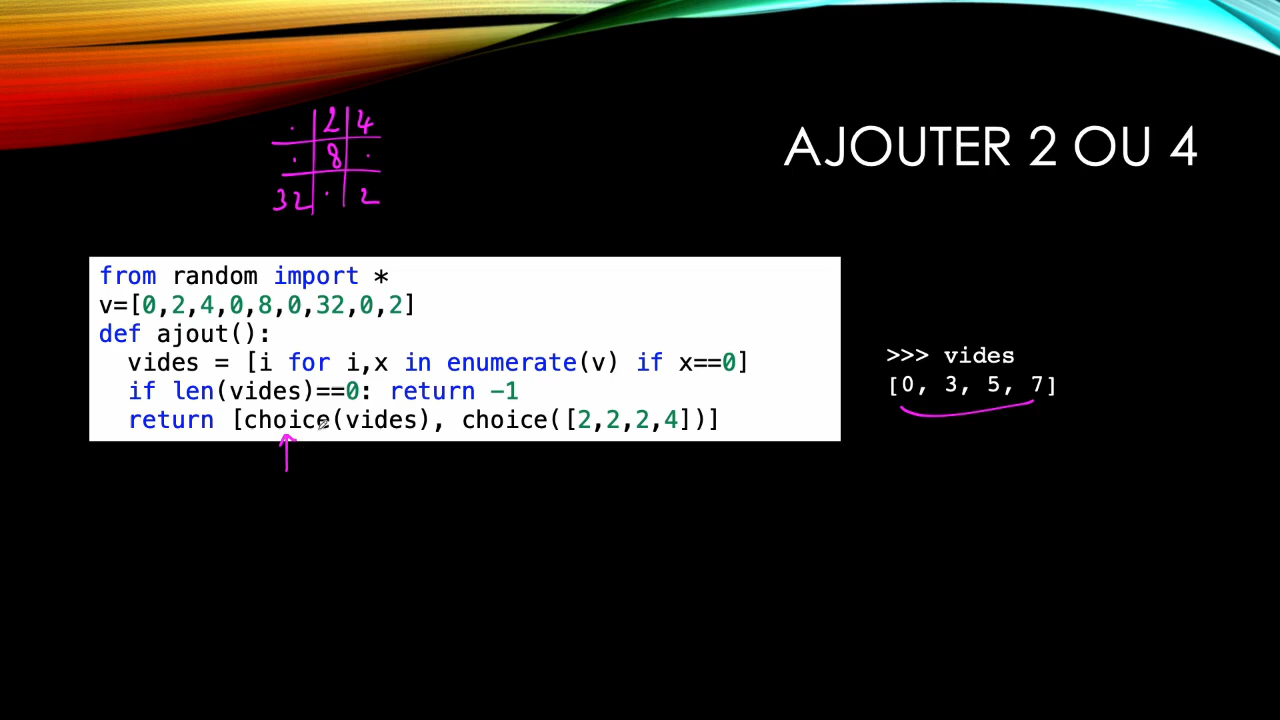 . 2 4
. 8 .
32 . 2
AJOUTER 2 OU 4
from random import *
v=[0,2,4,0,8,0,32,0,2]
def ajout():
  vides = [i for i,x in enumerate(v) if x==0]
  if len(vides)==0: return -1
  return [choice(vides), choice([2,2,2,4])]
>>> vides
[0, 3, 5, 7]